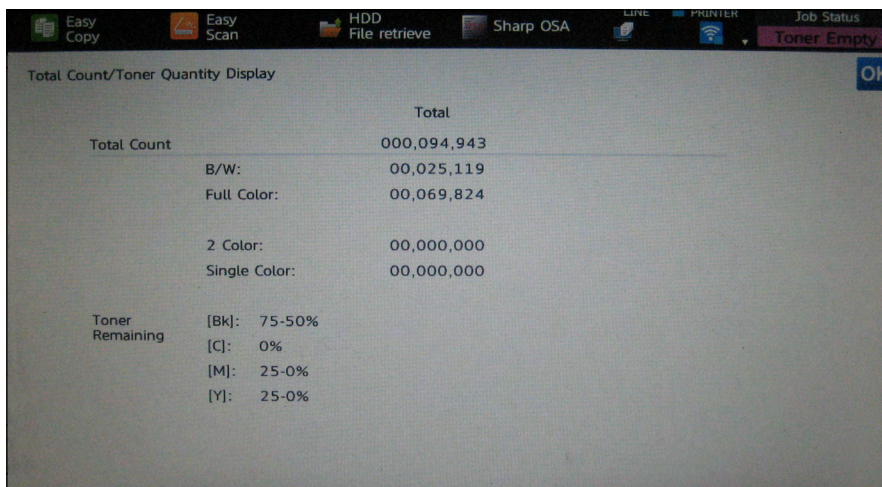 Easy Copy
Easy Scan
HDD File retrieve
Sharp OSA
LINE
PRINTER
Job Status
Toner Empty
Total Count/Toner Quantity Display
OK
Total
Total Count 000,094,943
B/W: 00,025,119
Full Color: 00,069,824
2 Color: 00,000,000
Single Color: 00,000,000
Toner Remaining
[Bk]: 75-50%
[C]: 0%
[M]: 25-0%
[Y]: 25-0%